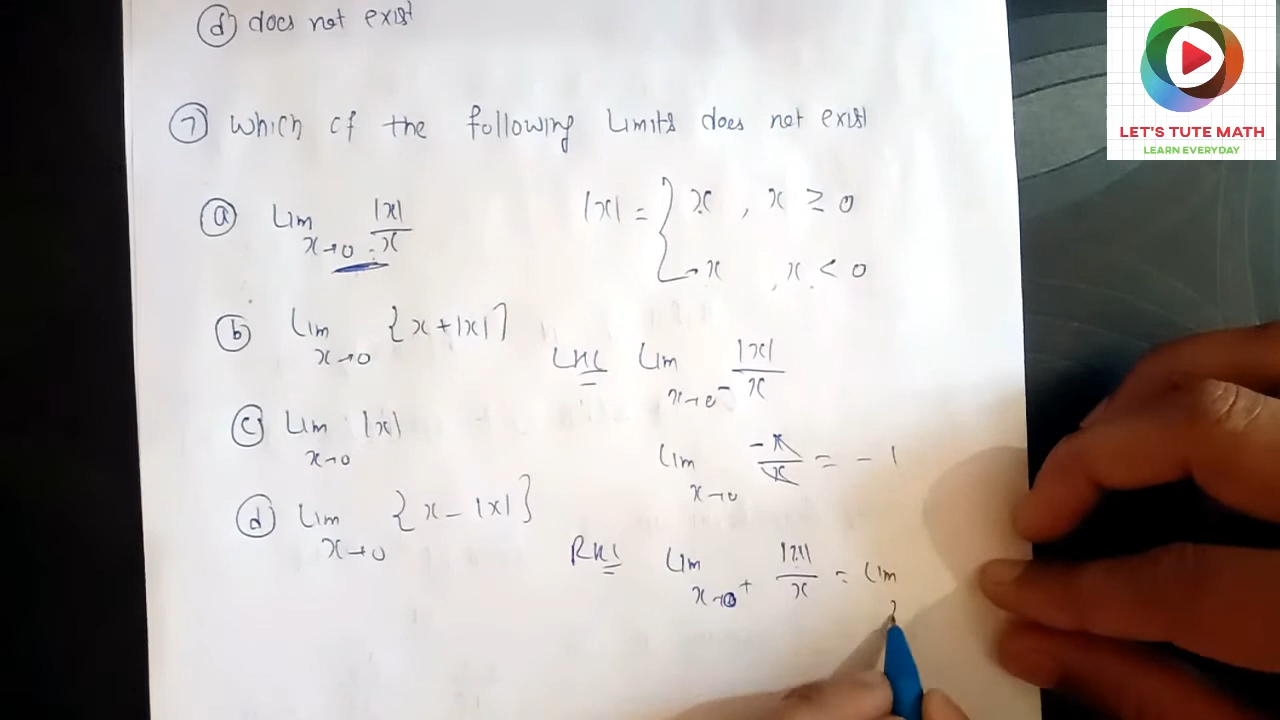 ⓓ does not exist
LET'S TUTE MATH
LEARN EVERYDAY
⑦ which of the following Limits does not exist
ⓐ Lim x→0 |x|/x
|x| = { x , x ≥ 0
-x , x < 0
ⓑ Lim x→0 {x+|x|}
LHL Lim x→0⁻ |x|/x
ⓒ Lim x→0 |x|
Lim x→0 -x/x = -1
ⓓ Lim x→0 {x-|x|}
RHL Lim x→0⁺ |x|/x = Lim